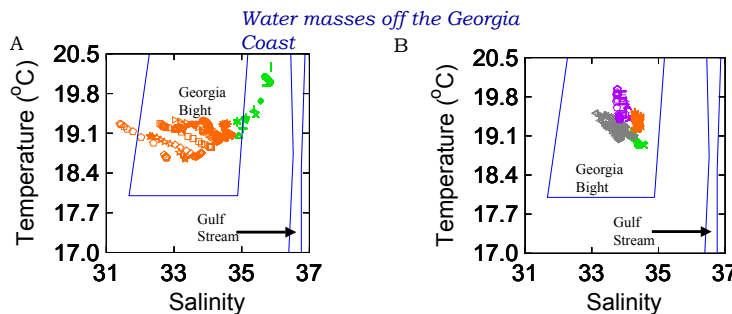 Water masses off the Georgia
Coast
A
20.5
19.8
19.1
18.4
17.7
17.0
Temperature (°C)
Georgia
Bight
Gulf
Stream
31 33 35 37
Salinity
B
20.5
19.8
19.1
18.4
17.7
17.0
Temperature (°C)
Georgia
Bight
Gulf
Stream
31 33 35 37
Salinity